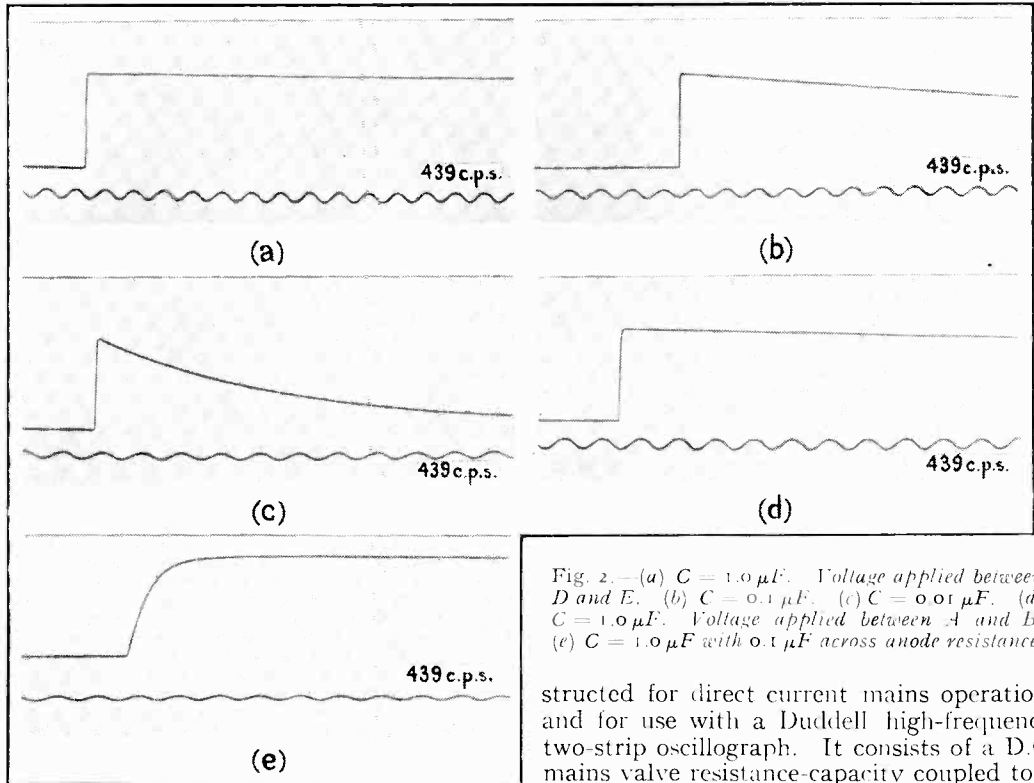 439 c.p.s.
(a)
439 c.p.s.
(b)
439 c.p.s.
(c)
439 c.p.s.
(d)
439 c.p.s.
(e)
Fig. 2.—(a) C = 1.0 μF. Voltage applied between
D and E. (b) C = 0.1 μF. (c) C = 0.01 μF. (d
C = 1.0 μF. Voltage applied between A and B
(e) C = 1.0 μF with 0.1 μF across anode resistance
structed for direct current mains operation
and for use with a Duddell high-frequenc
two-strip oscillograph. It consists of a D.
mains valve resistance-capacity coupled to